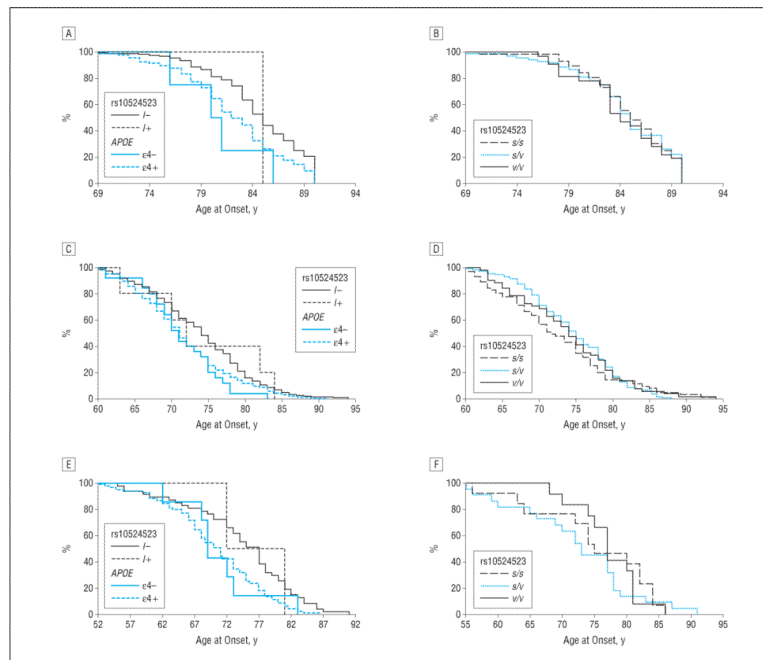 A
100
80
60
40
20
0
%
rs10524523
l−
l+
APOE
ε4−
ε4+
69 74 79 84 89 94
Age at Onset, y
B
100
80
60
40
20
0
%
rs10524523
s/s
s/v
v/v
69 74 79 84 89 94
Age at Onset, y
C
100
80
60
40
20
0
%
rs10524523
l−
l+
APOE
ε4−
ε4+
60 65 70 75 80 85 90 95
Age at Onset, y
D
100
80
60
40
20
0
%
rs10524523
s/s
s/v
v/v
60 65 70 75 80 85 90 95
Age at Onset, y
E
100
80
60
40
20
0
%
rs10524523
l−
l+
APOE
ε4−
ε4+
52 57 62 67 72 77 82 87 92
Age at Onset, y
F
100
80
60
40
20
0
%
rs10524523
s/s
s/v
v/v
55 60 65 70 75 80 85 90 95
Age at Onset, y